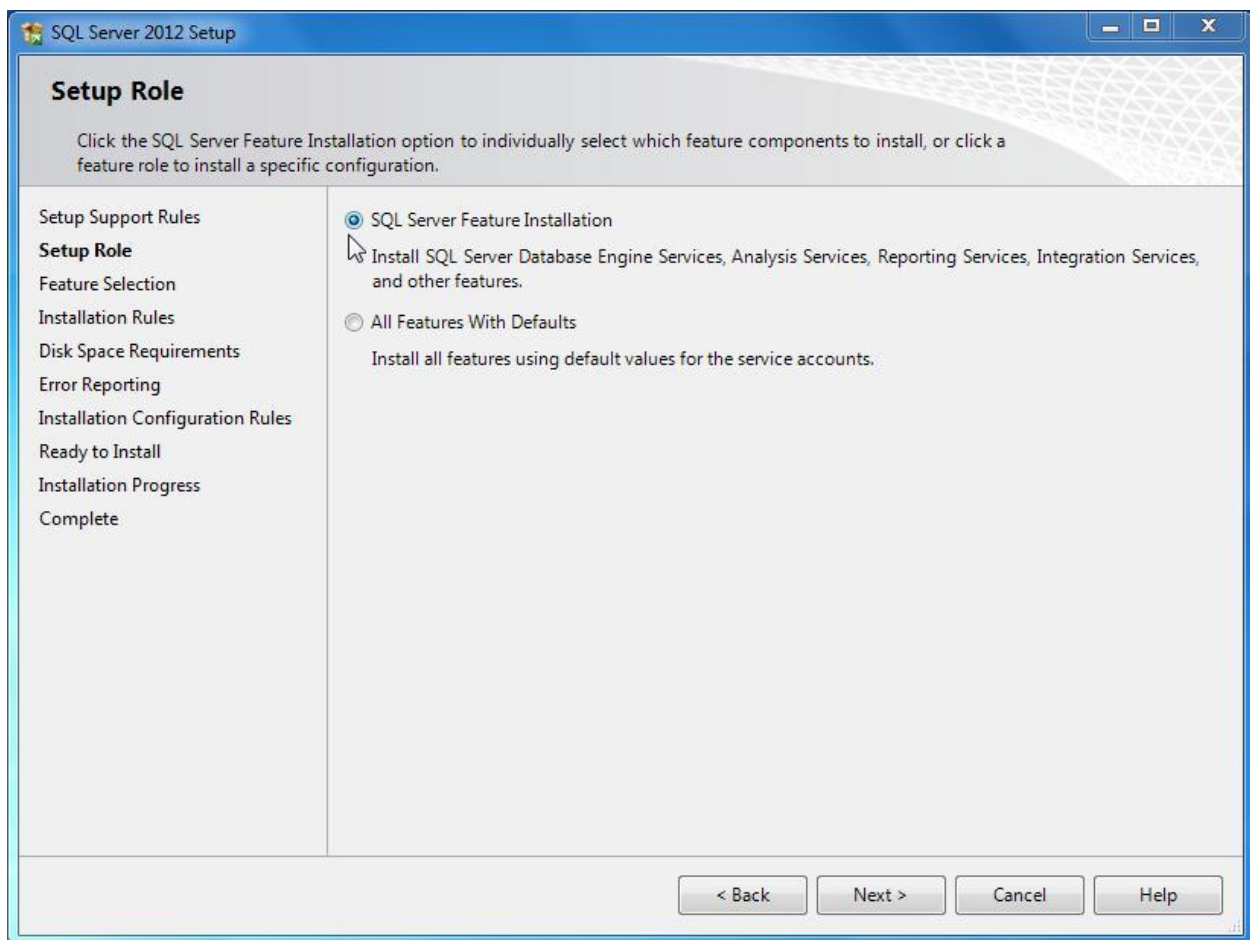 SQL Server 2012 Setup
Setup Role
Click the SQL Server Feature Installation option to individually select which feature components to install, or click a
feature role to install a specific configuration.
Setup Support Rules
Setup Role
Feature Selection
Installation Rules
Disk Space Requirements
Error Reporting
Installation Configuration Rules
Ready to Install
Installation Progress
Complete
SQL Server Feature Installation
Install SQL Server Database Engine Services, Analysis Services, Reporting Services, Integration Services,
and other features.
All Features With Defaults
Install all features using default values for the service accounts.
< Back
Next >
Cancel
Help